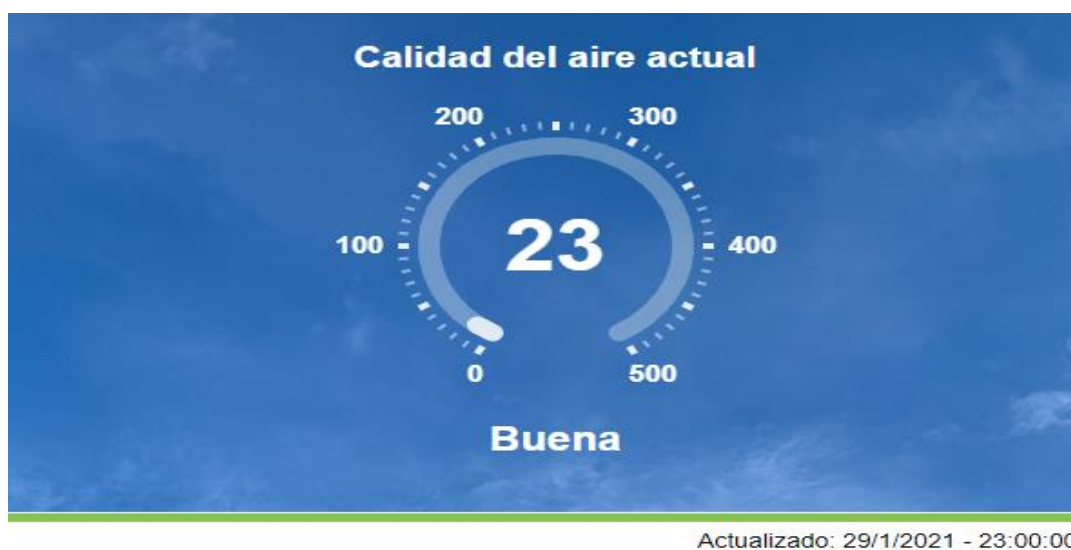 Calidad del aire actual
200 300
100 23 400
0 500
Buena
Actualizado: 29/1/2021 - 23:00:00